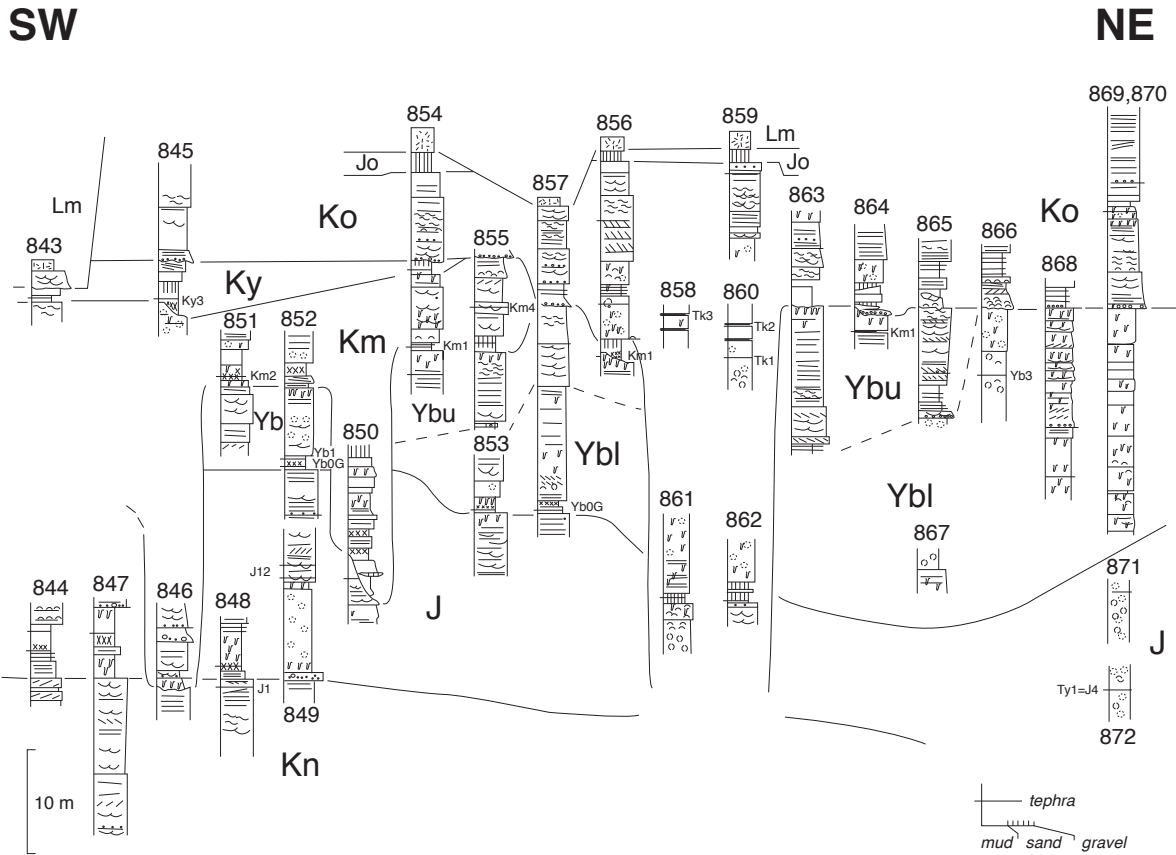 SW
NE
869,870
854
856
859
Lm
845
Jo
Jo
857
863
Lm
Ko
864
Ko
843
855
865
866
868
Ky
Ky3
858
860
Km4
Tk3
Tk2
851
852
Km
Km1
Km1
Km1
Tk1
Km2
Yb3
Ybu
Ybu
Yb
850
853
Ybl
Yb1
Yb0G
Ybl
Yb0G
861
862
867
J12
871
844
847
846
848
J
J
J1
Ty1=J4
849
872
Kn
10 m
tephra
mud
sand
gravel